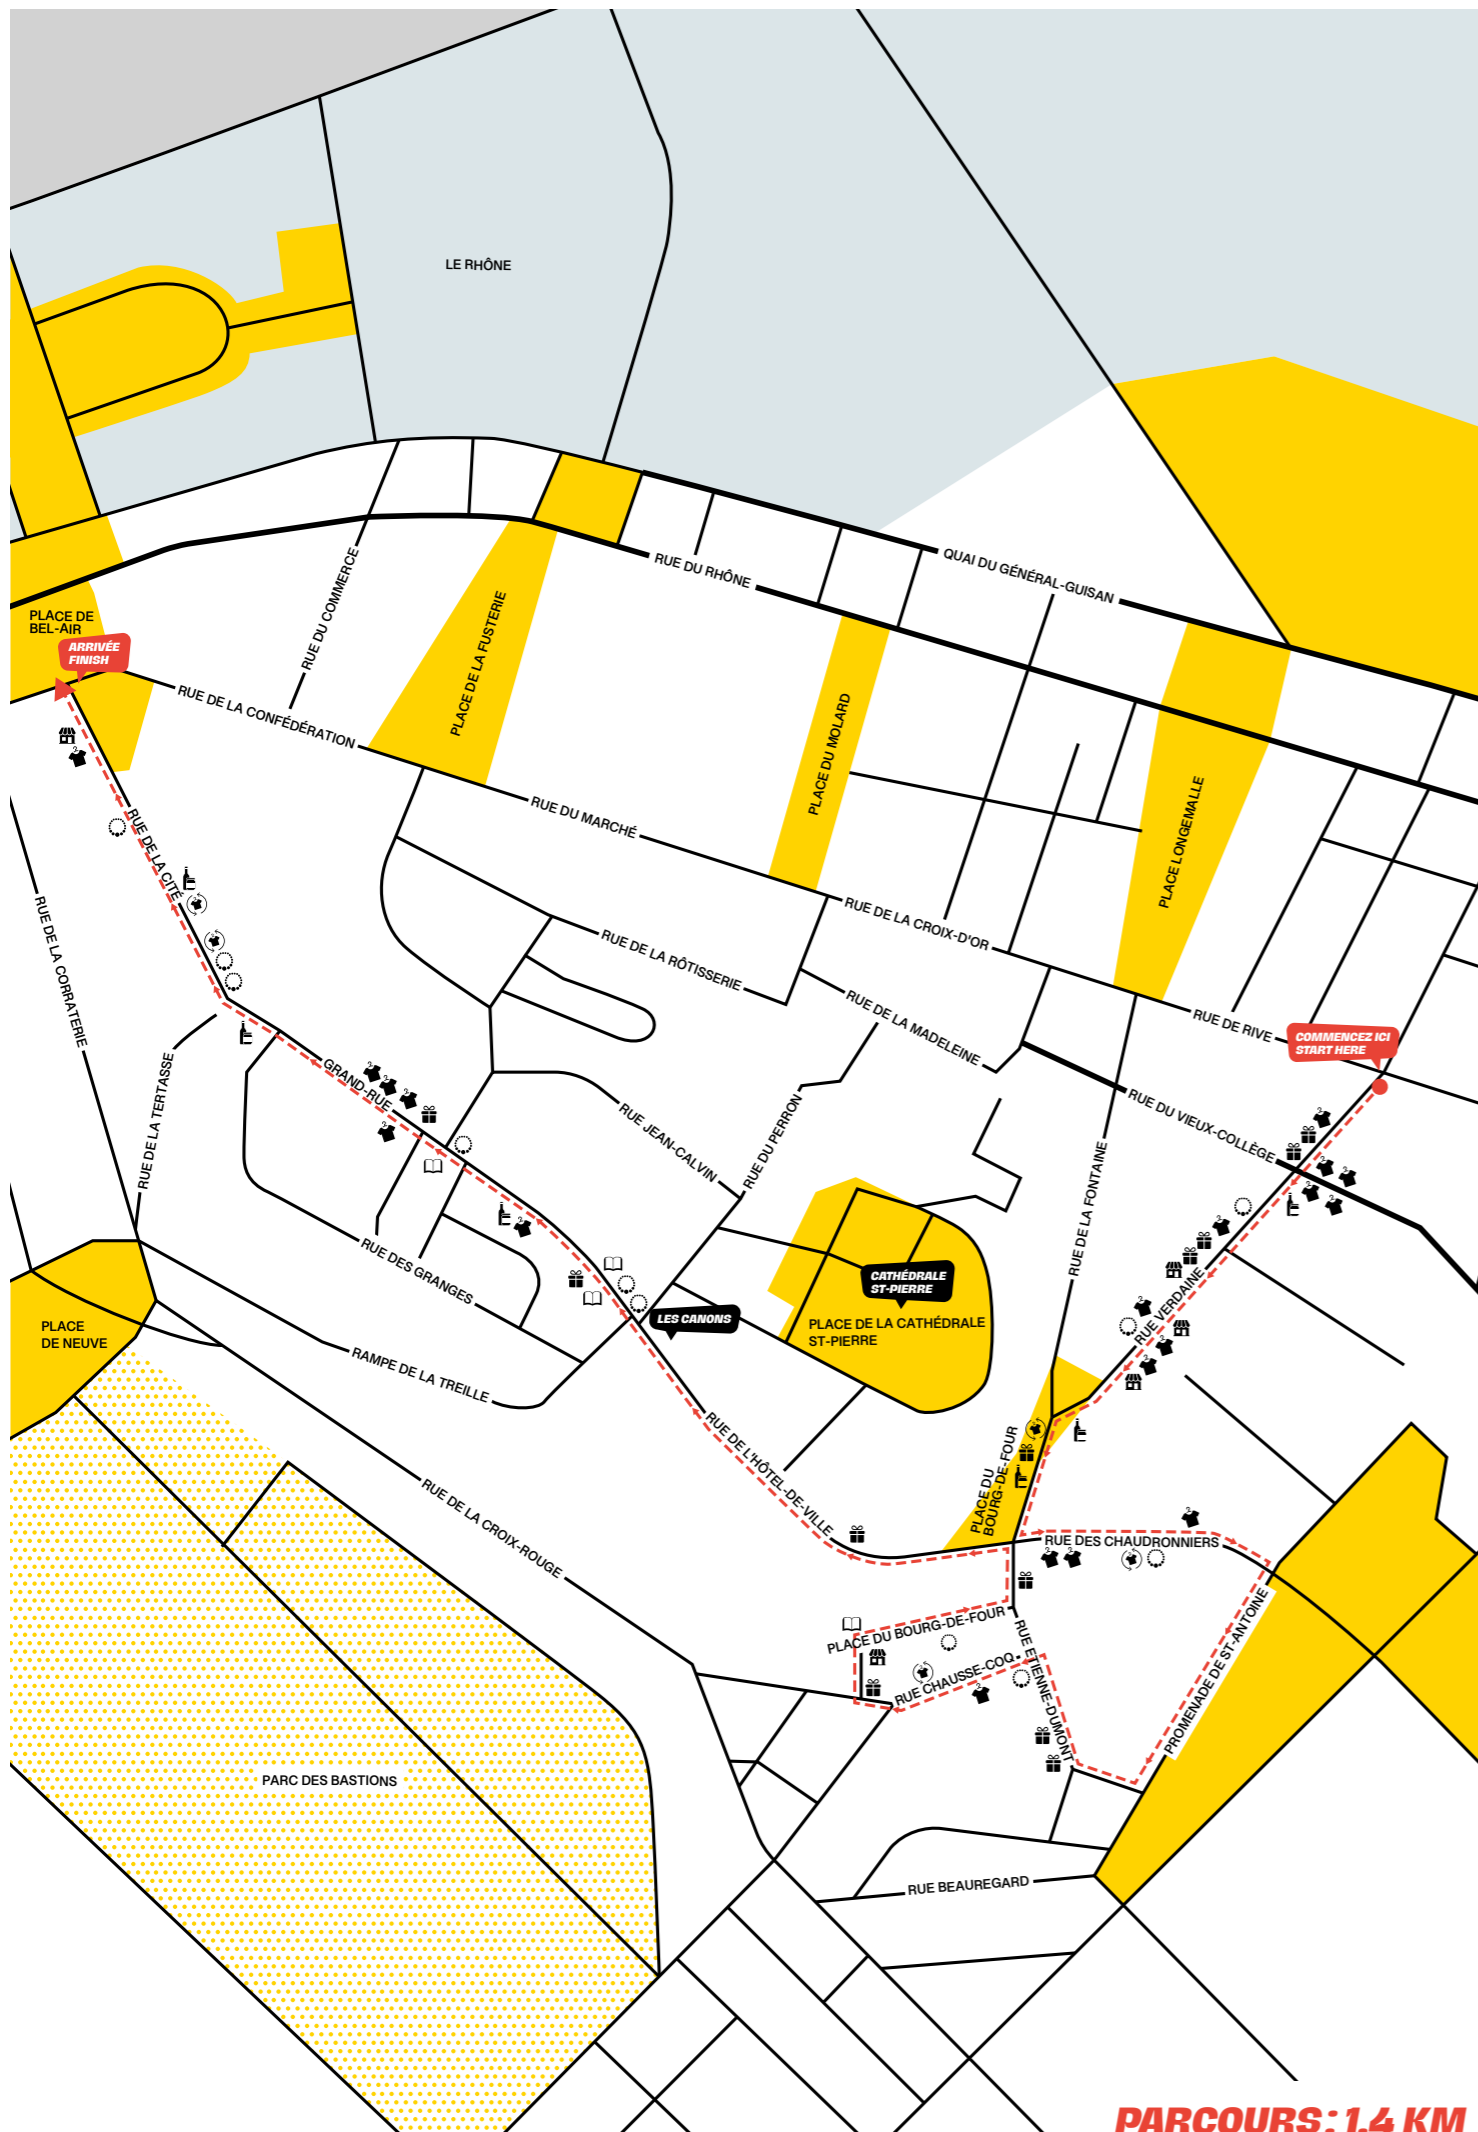 LE RHÔNE
QUAI DU GÉNÉRAL-GUISAN
RUE DU RHÔNE
PLACE DE
BEL-AIR
ARRIVÉE
FINISH
RUE DU COMMERCE
PLACE DE LA FUSTERIE
RUE DE LA CONFÉDÉRATION
PLACE DU MOLARD
PLACE LONGEMALLE
RUE DU MARCHÉ
RUE DE LA CITÉ
RUE DE LA CROIX-D'OR
RUE DE LA CORRATERIE
RUE DE LA RÔTISSERIE
RUE DE LA MADELEINE
RUE DE RIVE
COMMENCEZ ICI
START HERE
RUE DE LA TERTASSE
GRAND-RUE
RUE JEAN-CALVIN
RUE DU PERRON
RUE DU VIEUX-COLLÈGE
RUE DE LA FONTAINE
RUE DES GRANGES
CATHÉDRALE
ST-PIERRE
LES CANONS
PLACE DE LA CATHÉDRALE
ST-PIERRE
RUE VERDAINE
PLACE
DE NEUVE
RAMPE DE LA TREILLE
RUE DE L'HÔTEL-DE-VILLE
PLACE DU
BOURG-DE-FOUR
RUE DE LA CROIX-ROUGE
RUE DES CHAUDRONNIERS
PLACE DU BOURG-DE-FOUR
RUE ETIENNE-DUMONT
RUE CHAUSSE-COQ
PROMENADE DE ST-ANTOINE
PARC DES BASTIONS
RUE BEAUREGARD
PARCOURS: 1.4 KM